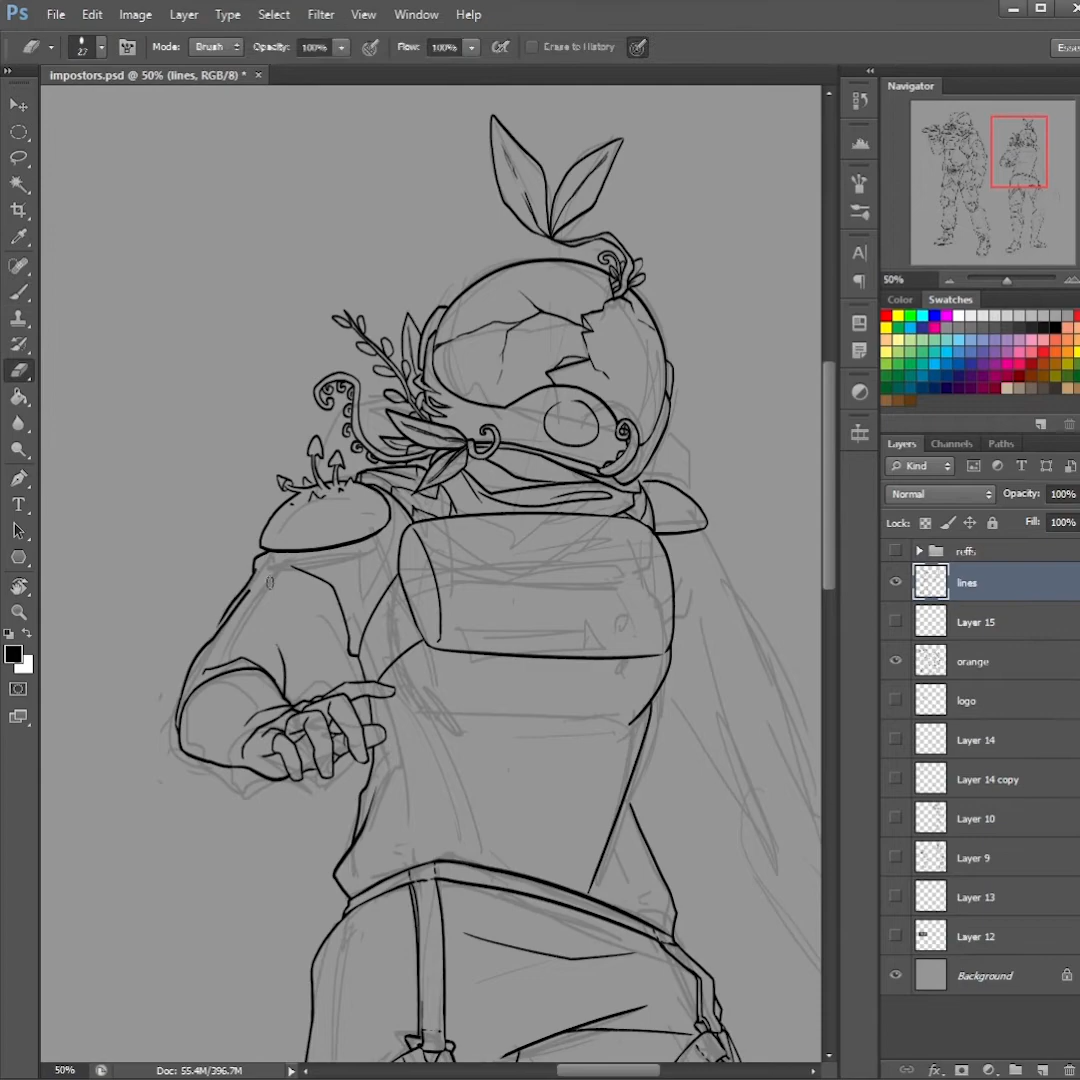 Ps File Edit Image Layer Type Select Filter View Window Help
27 Mode: Brush Opacity: 100% Flow: 100% Erase to History
impostors.psd @ 50% (lines, RGB/8) * ×
Navigator
50%
Color Swatches
Layers Channels Paths
Kind
Normal Opacity: 100%
Lock: Fill: 100%
reffs
lines
Layer 15
orange
logo
Layer 14
Layer 14 copy
Layer 10
Layer 9
Layer 13
Layer 12
Background
50% Doc: 55.4M/396.7M